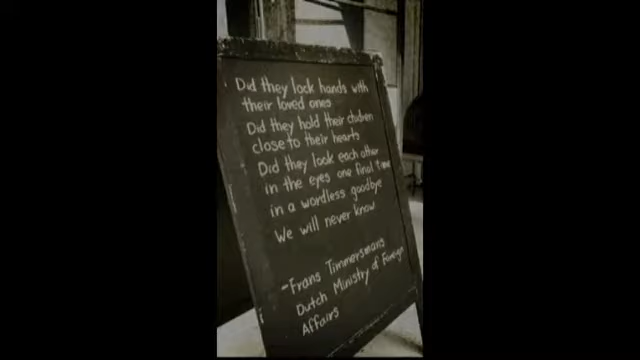 Did they lock hands with
their loved ones
Did they hold their chuben
close to their hearts
Did they look each other
in the eyes one final time
in a wordless goodbye
We will never know
-Frans Timmersmans
Dutch Ministry of Foreign
Affairs